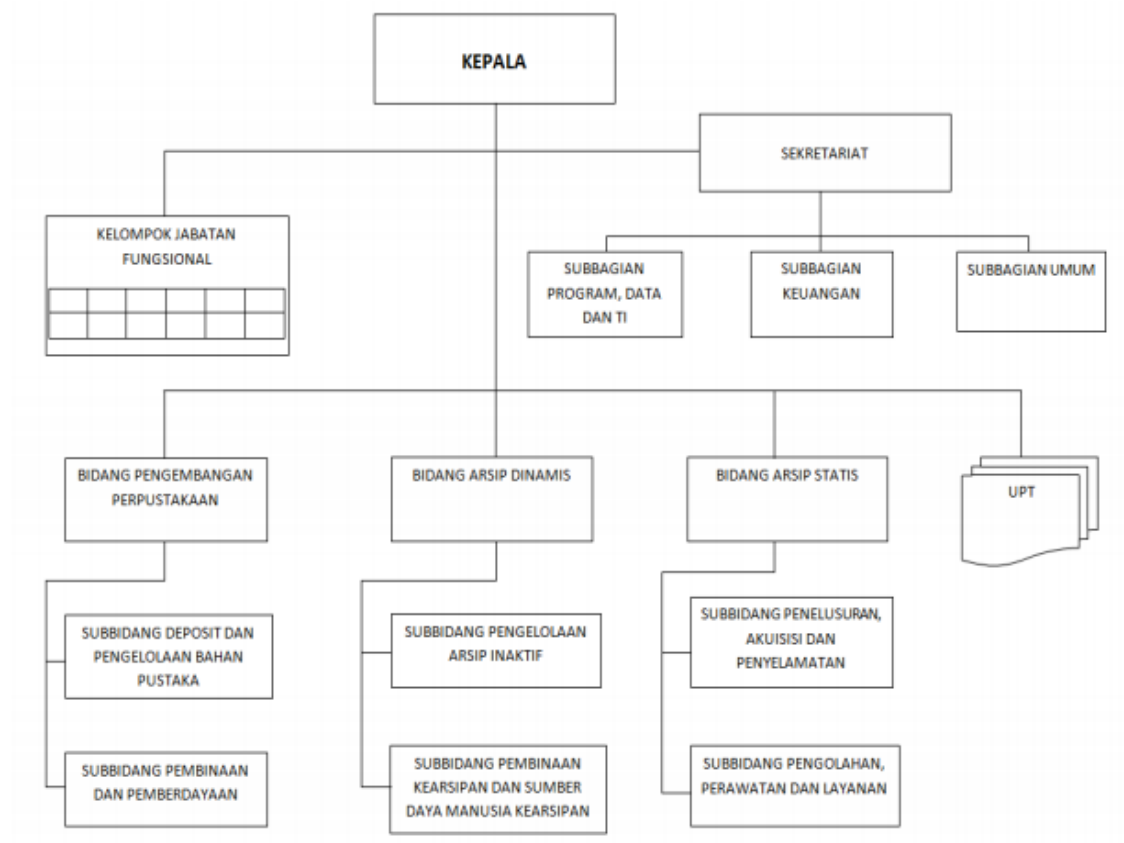 KEPALA
SEKRETARIAT
KELOMPOK JABATAN
FUNGSIONAL
SUBBAGIAN
PROGRAM, DATA
DAN TI
SUBBAGIAN
KEUANGAN
SUBBAGIAN UMUM
BIDANG PENGEMBANGAN
PERPUSTAKAAN
BIDANG ARSIP DINAMIS
BIDANG ARSIP STATIS
UPT
SUBBIDANG DEPOSIT DAN
PENGELOLAAN BAHAN
PUSTAKA
SUBBIDANG PENGELOLAAN
ARSIP INAKTIF
SUBBIDANG PENELUSURAN,
AKUISISI DAN
PENYELAMATAN
SUBBIDANG PEMBINAAN
DAN PEMBERDAYAAN
SUBBIDANG PEMBINAAN
KEARSIPAN DAN SUMBER
DAYA MANUSIA KEARSIPAN
SUBBIDANG PENGOLAHAN,
PERAWATAN DAN LAYANAN